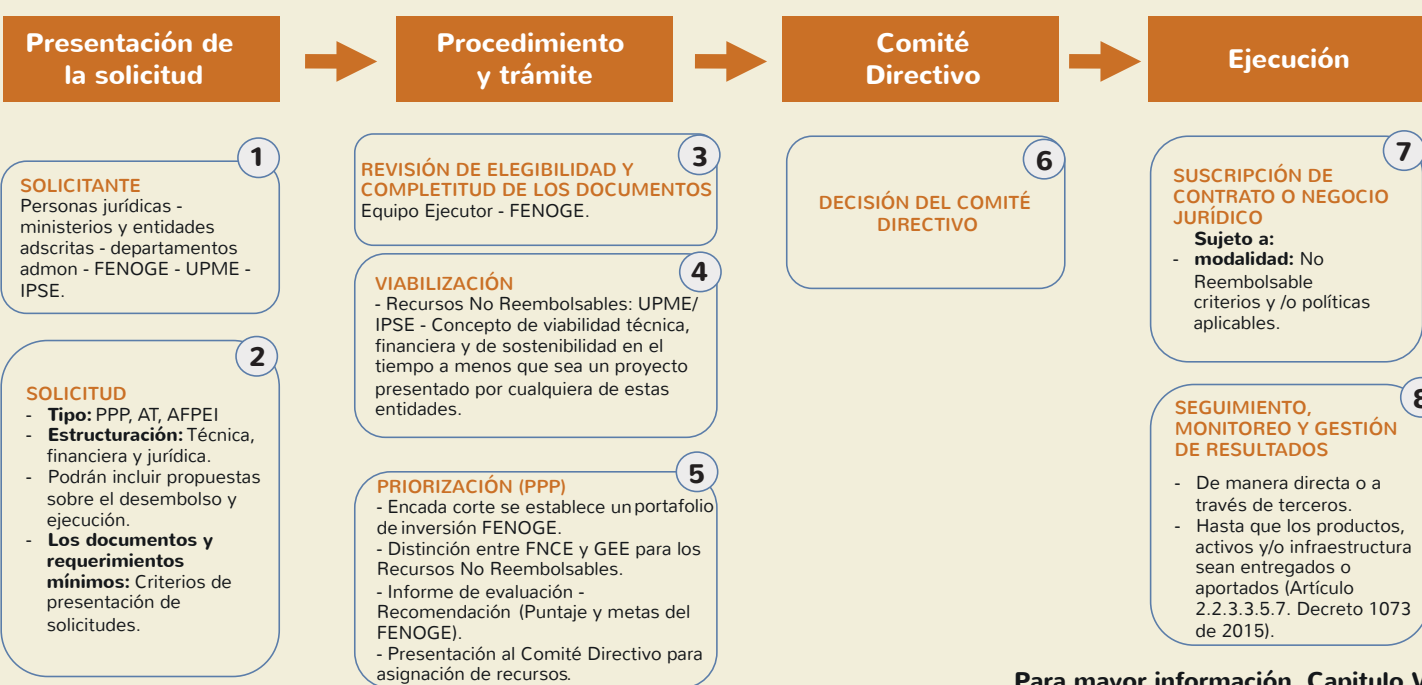 Presentación de
la solicitud
Procedimiento
y trámite
Comité
Directivo
Ejecución
1
SOLICITANTE
Personas jurídicas -
ministerios y entidades
adscritas - departamentos
admon - FENOGE - UPME -
IPSE.
2
SOLICITUD
- Tipo: PPP, AT, AFPEI
- Estructuración: Técnica,
financiera y jurídica.
- Podrán incluir propuestas
sobre el desembolso y
ejecución.
- Los documentos y
requerimientos
mínimos: Criterios de
presentación de
solicitudes.
3
REVISIÓN DE ELEGIBILIDAD Y
COMPLETITUD DE LOS DOCUMENTOS
Equipo Ejecutor - FENOGE.
4
VIABILIZACIÓN
- Recursos No Reembolsables: UPME/
IPSE - Concepto de viabilidad técnica,
financiera y de sostenibilidad en el
tiempo a menos que sea un proyecto
presentado por cualquiera de estas
entidades.
5
PRIORIZACIÓN (PPP)
- Encada corte se establece un portafolio
de inversión FENOGE.
- Distinción entre FNCE y GEE para los
Recursos No Reembolsables.
- Informe de evaluación -
Recomendación (Puntaje y metas del
FENOGE).
- Presentación al Comité Directivo para
asignación de recursos.
6
DECISIÓN DEL COMITÉ
DIRECTIVO
7
SUSCRIPCIÓN DE
CONTRATO O NEGOCIO
JURÍDICO
Sujeto a:
- modalidad: No
Reembolsable
criterios y /o políticas
aplicables.
8
SEGUIMIENTO,
MONITOREO Y GESTIÓN
DE RESULTADOS
- De manera directa o a
través de terceros.
- Hasta que los productos,
activos y/o infraestructura
sean entregados o
aportados (Artículo
2.2.3.3.5.7. Decreto 1073
de 2015).
Para mayor información, Capitulo V